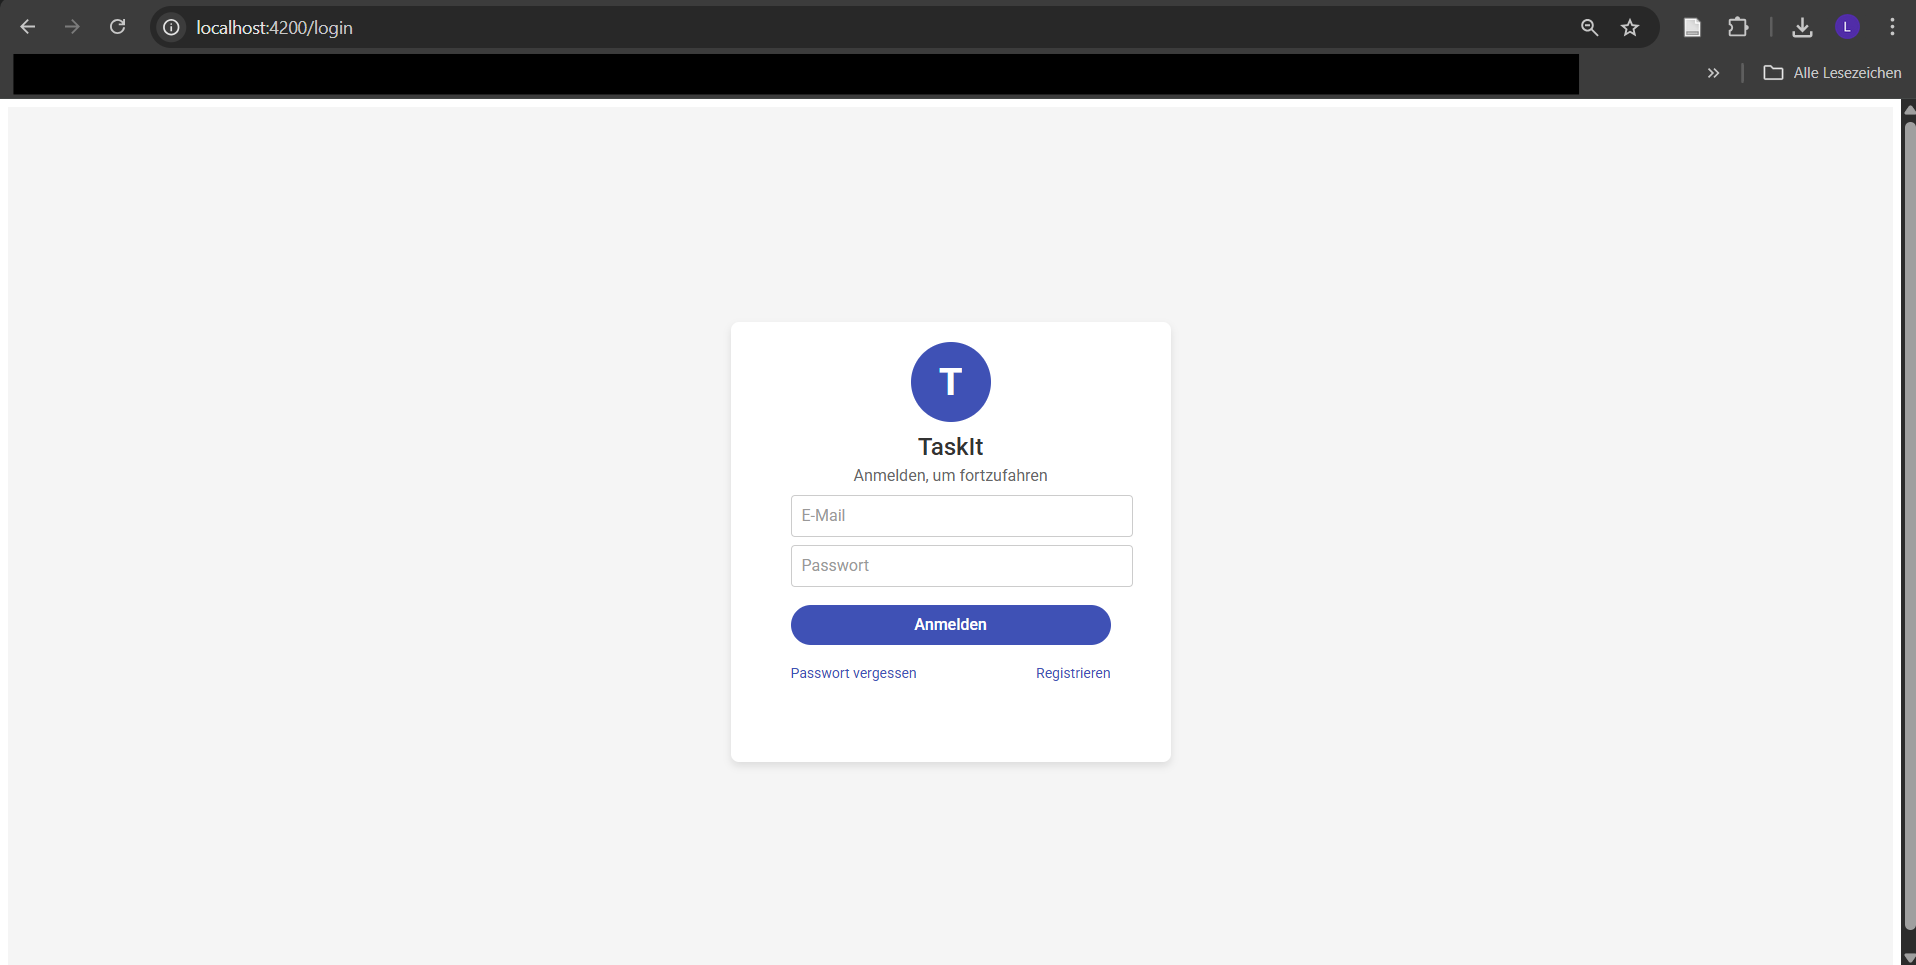 localhost:4200/login
L
Alle Lesezeichen
T
TaskIt
Anmelden, um fortzufahren
E-Mail
Passwort
Anmelden
Passwort vergessen
Registrieren